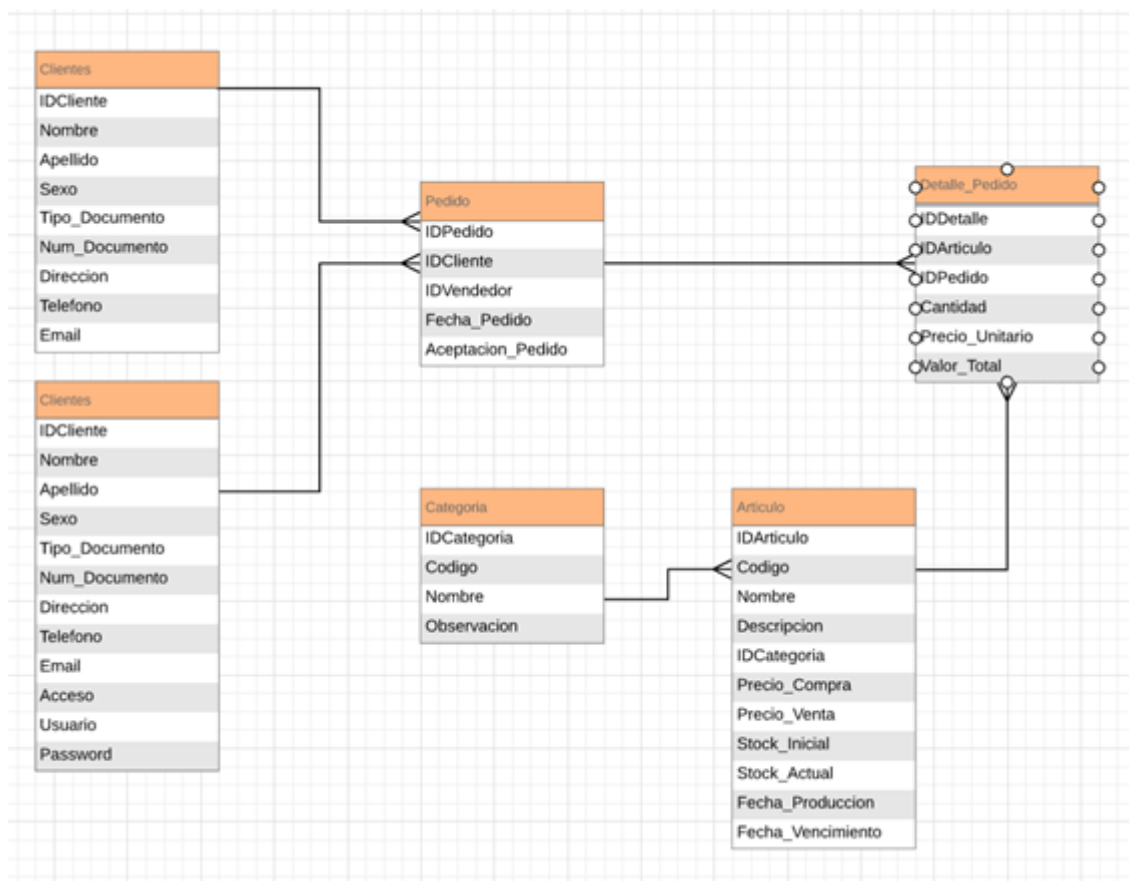 Clientes
IDCliente
Nombre
Apellido
Sexo
Tipo_Documento
Num_Documento
Direccion
Telefono
Email
Clientes
IDCliente
Nombre
Apellido
Sexo
Tipo_Documento
Num_Documento
Direccion
Telefono
Email
Acceso
Usuario
Password
Pedido
IDPedido
IDCliente
IDVendedor
Fecha_Pedido
Aceptacion_Pedido
Categoria
IDCategoria
Codigo
Nombre
Observacion
Articulo
IDArticulo
Codigo
Nombre
Descripcion
IDCategoria
Precio_Compra
Precio_Venta
Stock_Inicial
Stock_Actual
Fecha_Produccion
Fecha_Vencimiento
Detalle_Pedido
IDDetalle
IDArticulo
IDPedido
Cantidad
Precio_Unitario
Valor_Total